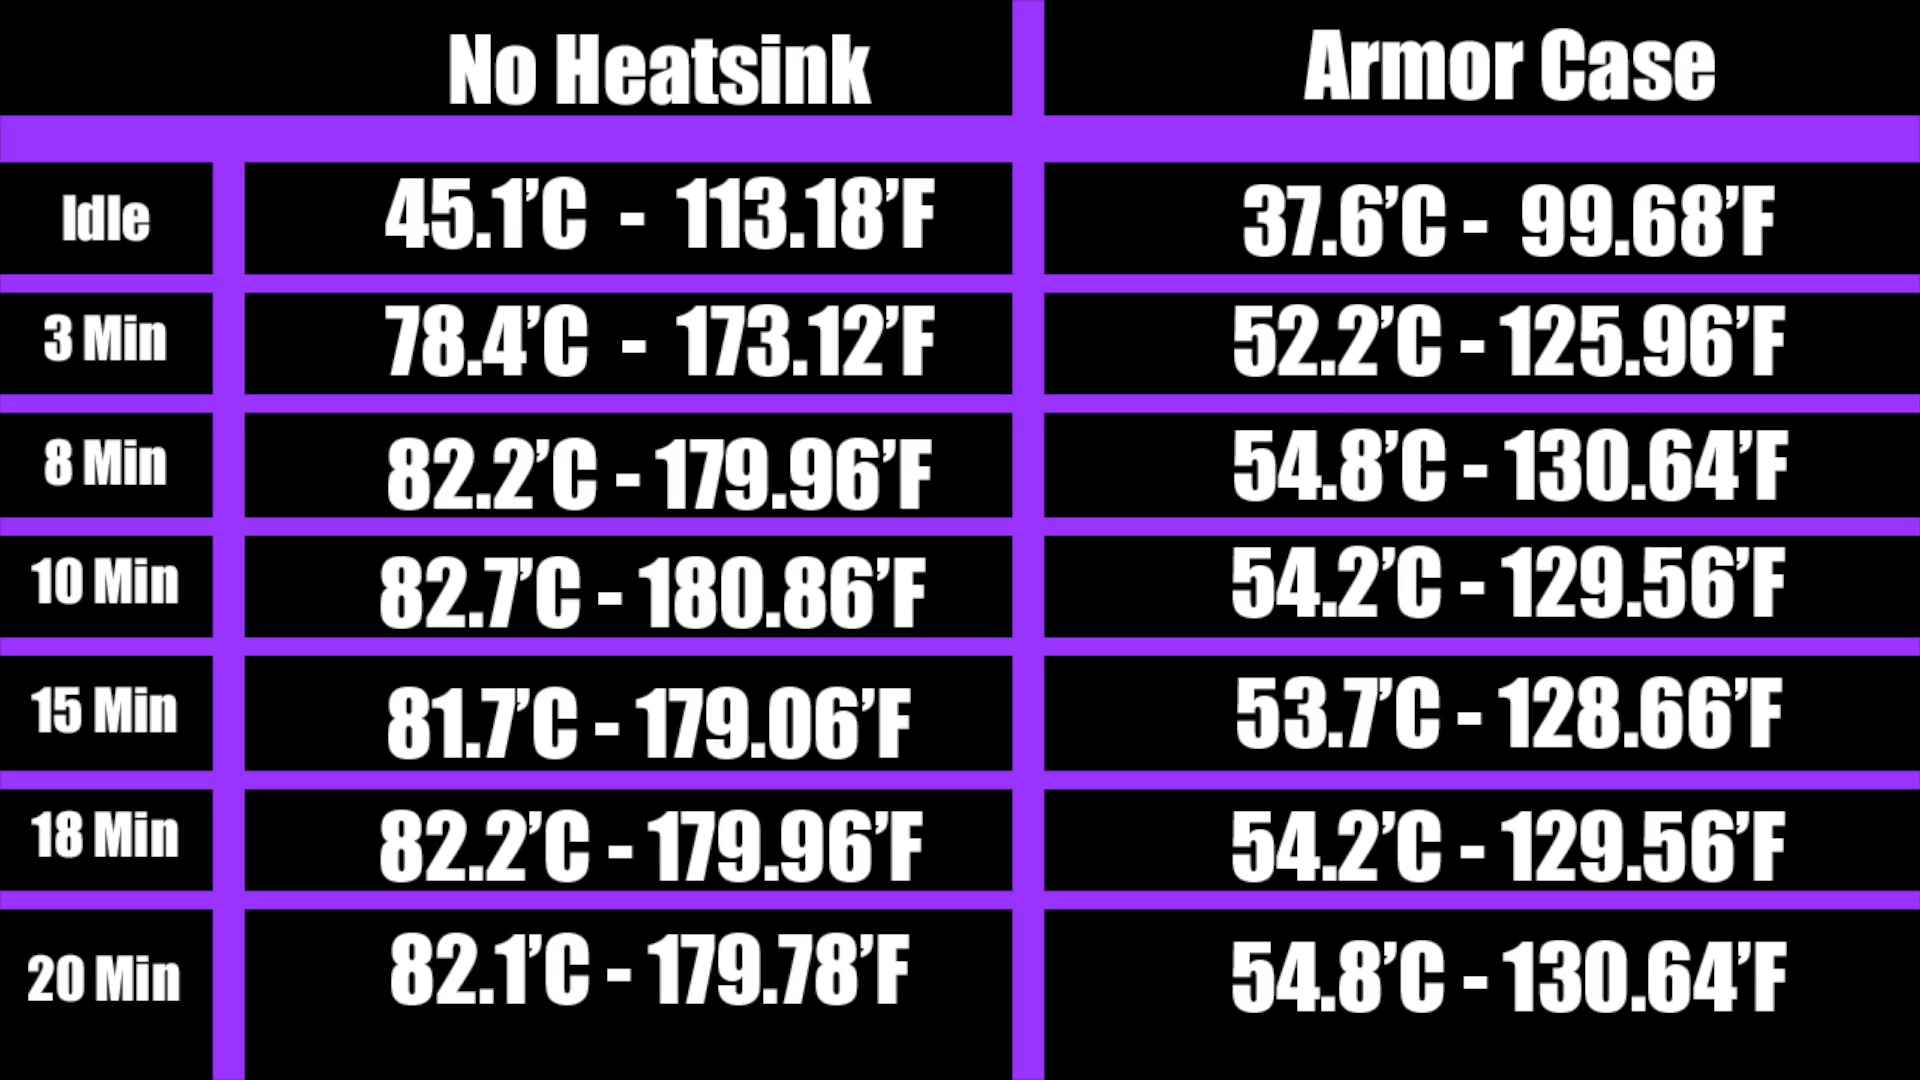 No Heatsink Armor Case
Idle 45.1’C - 113.18’F 37.6’C - 99.68’F
3 Min 78.4’C - 173.12’F 52.2’C - 125.96’F
8 Min 82.2’C - 179.96’F 54.8’C - 130.64’F
10 Min 82.7’C - 180.86’F 54.2’C - 129.56’F
15 Min 81.7’C - 179.06’F 53.7’C - 128.66’F
18 Min 82.2’C - 179.96’F 54.2’C - 129.56’F
20 Min 82.1’C - 179.78’F 54.8’C - 130.64’F